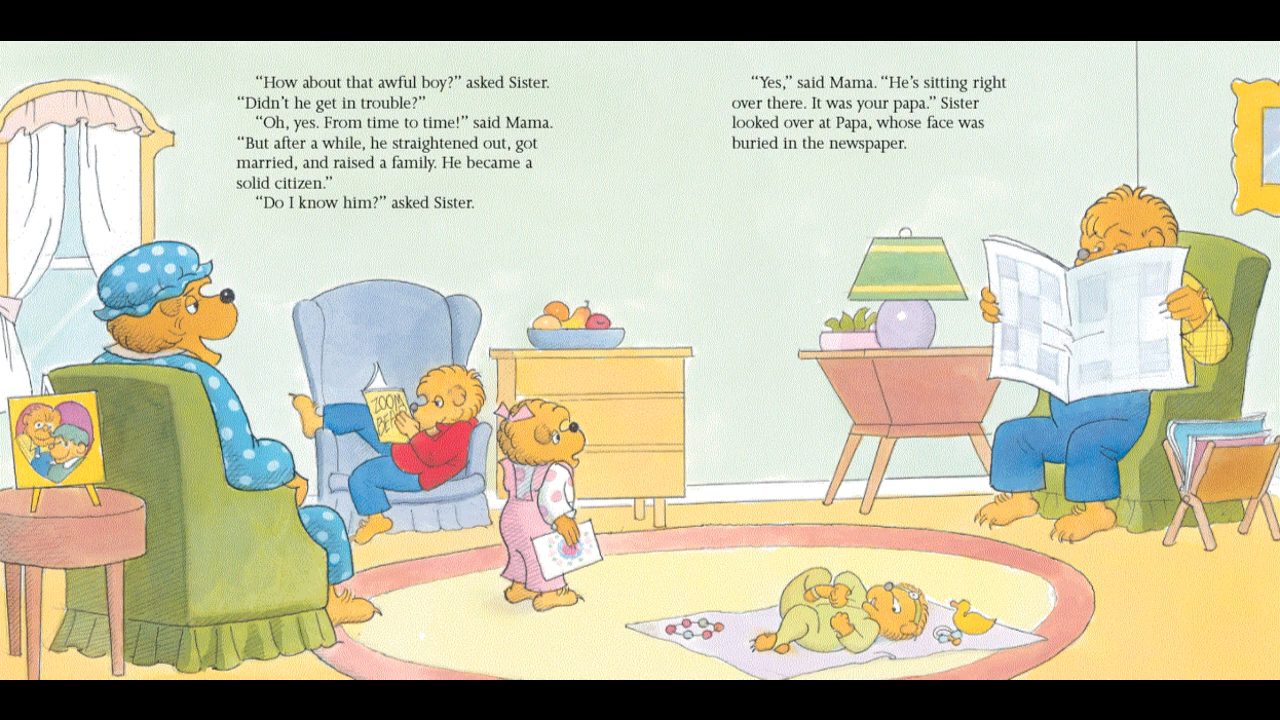 “How about that awful boy?” asked Sister.
“Didn’t he get in trouble?”
“Oh, yes. From time to time!” said Mama.
“But after a while, he straightened out, got
married, and raised a family. He became a
solid citizen.”
“Do I know him?” asked Sister.
“Yes,” said Mama. “He’s sitting right
over there. It was your papa.” Sister
looked over at Papa, whose face was
buried in the newspaper.
ZOOM
BEAR